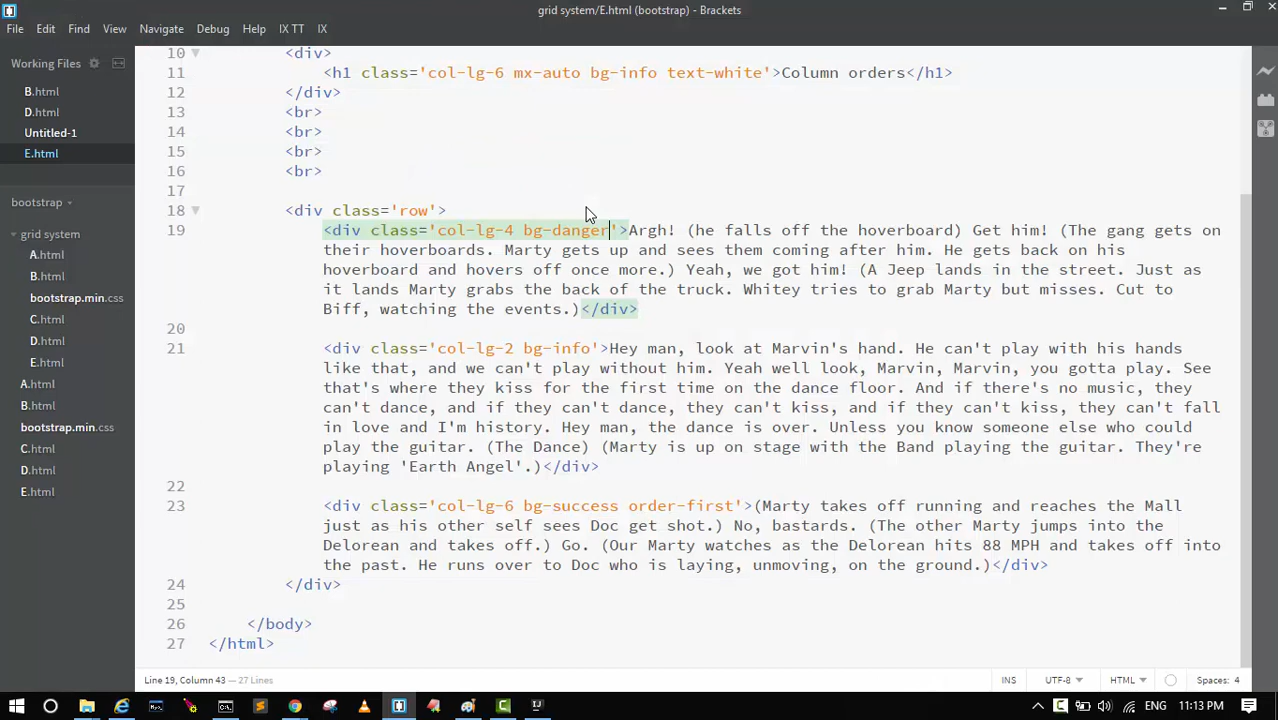 grid system/E.html (bootstrap) - Brackets
File Edit Find View Navigate Debug Help IX TT IX
Working Files
B.html
D.html
Untitled-1
E.html
bootstrap
grid system
A.html
B.html
bootstrap.min.css
C.html
D.html
E.html
A.html
B.html
bootstrap.min.css
C.html
D.html
E.html
10 <div>
11 <h1 class='col-lg-6 mx-auto bg-info text-white'>Column orders</h1>
12 </div>
13 <br>
14 <br>
15 <br>
16 <br>
17
18 <div class='row'>
19 <div class='col-lg-4 bg-danger'>Argh! (he falls off the hoverboard) Get him! (The gang gets on
their hoverboards. Marty gets up and sees them coming after him. He gets back on his
hoverboard and hovers off once more.) Yeah, we got him! (A Jeep lands in the street. Just as
it lands Marty grabs the back of the truck. Whitey tries to grab Marty but misses. Cut to
Biff, watching the events.)</div>
20
21 <div class='col-lg-2 bg-info'>Hey man, look at Marvin's hand. He can't play with his hands
like that, and we can't play without him. Yeah well look, Marvin, Marvin, you gotta play. See
that's where they kiss for the first time on the dance floor. And if there's no music, they
can't dance, and if they can't dance, they can't kiss, and if they can't kiss, they can't fall
in love and I'm history. Hey man, the dance is over. Unless you know someone else who could
play the guitar. (The Dance) (Marty is up on stage with the Band playing the guitar. They're
playing 'Earth Angel'.)</div>
22
23 <div class='col-lg-6 bg-success order-first'>(Marty takes off running and reaches the Mall
just as his other self sees Doc get shot.) No, bastards. (The other Marty jumps into the
Delorean and takes off.) Go. (Our Marty watches as the Delorean hits 88 MPH and takes off into
the past. He runs over to Doc who is laying, unmoving, on the ground.)</div>
24 </div>
25
26 </body>
27 </html>
Line 19, Column 43 — 27 Lines
INS UTF-8 HTML Spaces: 4
ENG 11:13 PM